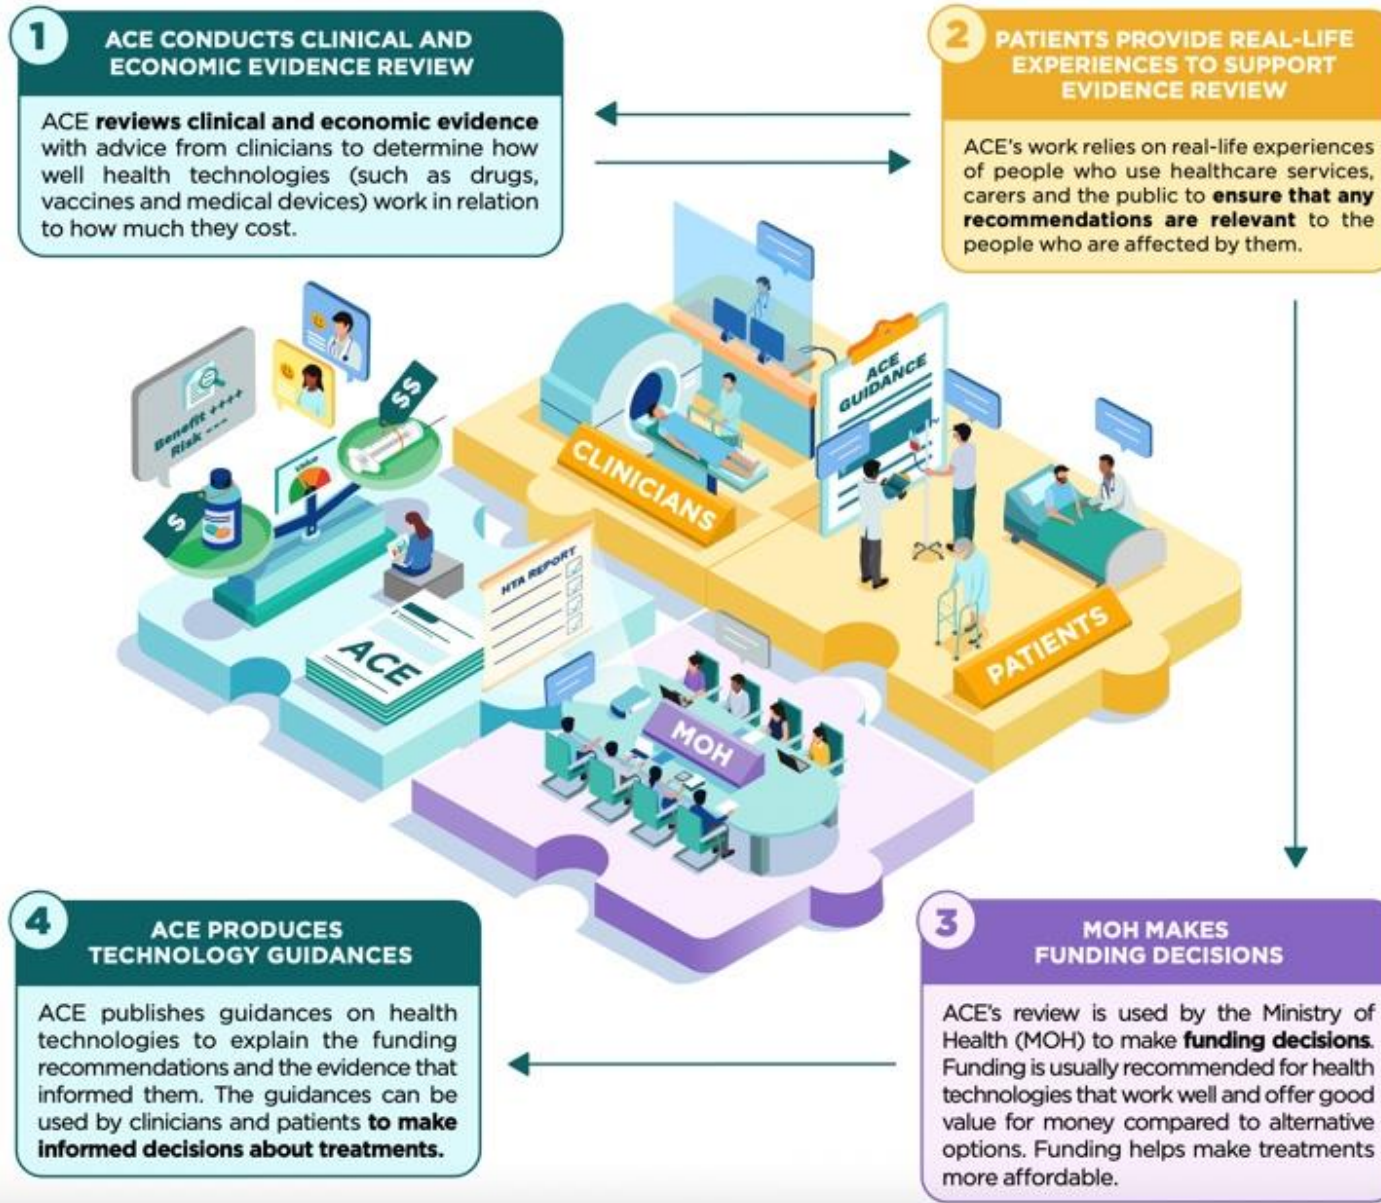 1
ACE CONDUCTS CLINICAL AND
ECONOMIC EVIDENCE REVIEW
ACE reviews clinical and economic evidence
with advice from clinicians to determine how
well health technologies (such as drugs,
vaccines and medical devices) work in relation
to how much they cost.
2
PATIENTS PROVIDE REAL-LIFE
EXPERIENCES TO SUPPORT
EVIDENCE REVIEW
ACE's work relies on real-life experiences
of people who use healthcare services,
carers and the public to ensure that any
recommendations are relevant to the
people who are affected by them.
Benefit ++++
Risk ---
$
Value
$$
CLINICIANS
ACE
GUIDANCE
PATIENTS
HTA REPORT
ACE
MOH
3
MOH MAKES
FUNDING DECISIONS
ACE's review is used by the Ministry of
Health (MOH) to make funding decisions.
Funding is usually recommended for health
technologies that work well and offer good
value for money compared to alternative
options. Funding helps make treatments
more affordable.
4
ACE PRODUCES
TECHNOLOGY GUIDANCES
ACE publishes guidances on health
technologies to explain the funding
recommendations and the evidence that
informed them. The guidances can be
used by clinicians and patients to make
informed decisions about treatments.